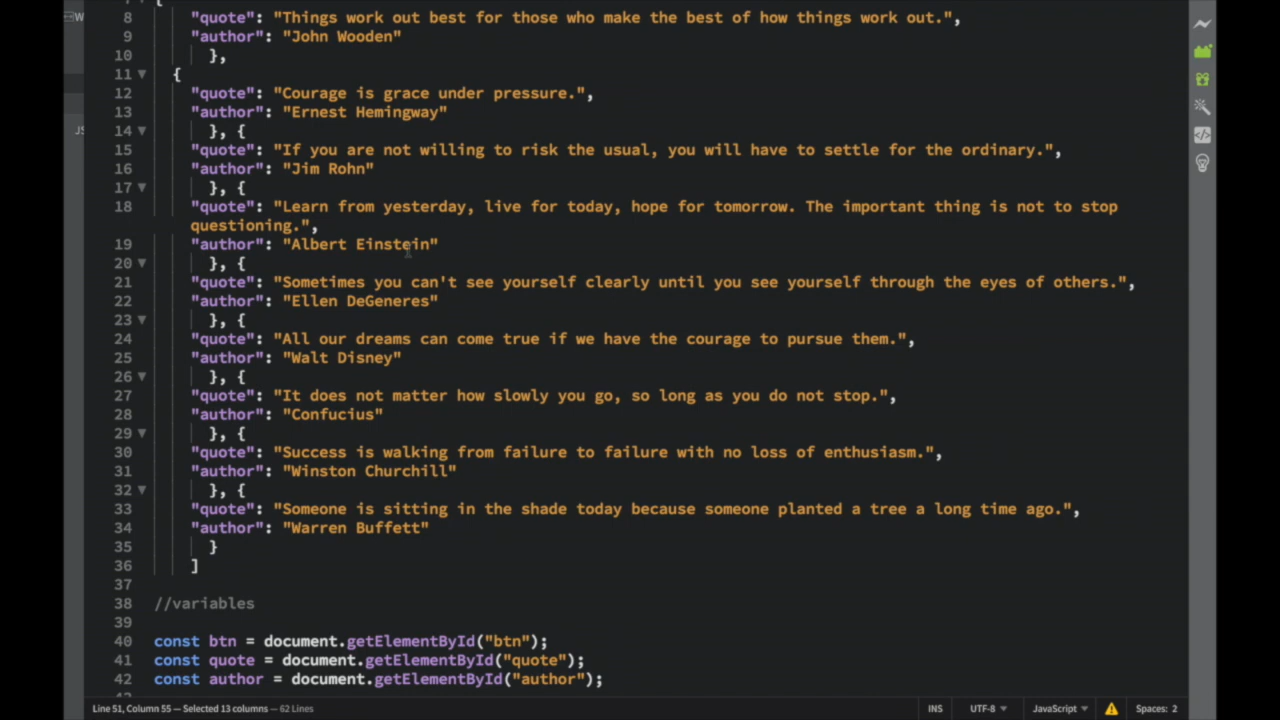 W
7
[
8 "quote": "Things work out best for those who make the best of how things work out.",
9 "author": "John Wooden"
10 },
11 {
12 "quote": "Courage is grace under pressure.",
13 "author": "Ernest Hemingway"
14 }, {
15 "quote": "If you are not willing to risk the usual, you will have to settle for the ordinary.",
16 "author": "Jim Rohn"
17 }, {
18 "quote": "Learn from yesterday, live for today, hope for tomorrow. The important thing is not to stop
questioning.",
19 "author": "Albert Einstein"
20 }, {
21 "quote": "Sometimes you can't see yourself clearly until you see yourself through the eyes of others.",
22 "author": "Ellen DeGeneres"
23 }, {
24 "quote": "All our dreams can come true if we have the courage to pursue them.",
25 "author": "Walt Disney"
26 }, {
27 "quote": "It does not matter how slowly you go, so long as you do not stop.",
28 "author": "Confucius"
29 }, {
30 "quote": "Success is walking from failure to failure with no loss of enthusiasm.",
31 "author": "Winston Churchill"
32 }, {
33 "quote": "Someone is sitting in the shade today because someone planted a tree a long time ago.",
34 "author": "Warren Buffett"
35 }
36 ]
37
38 //variables
39
40 const btn = document.getElementById("btn");
41 const quote = document.getElementById("quote");
42 const author = document.getElementById("author");
JS
Line 51, Column 55 — Selected 13 columns — 62 Lines INS UTF-8 JavaScript Spaces: 2